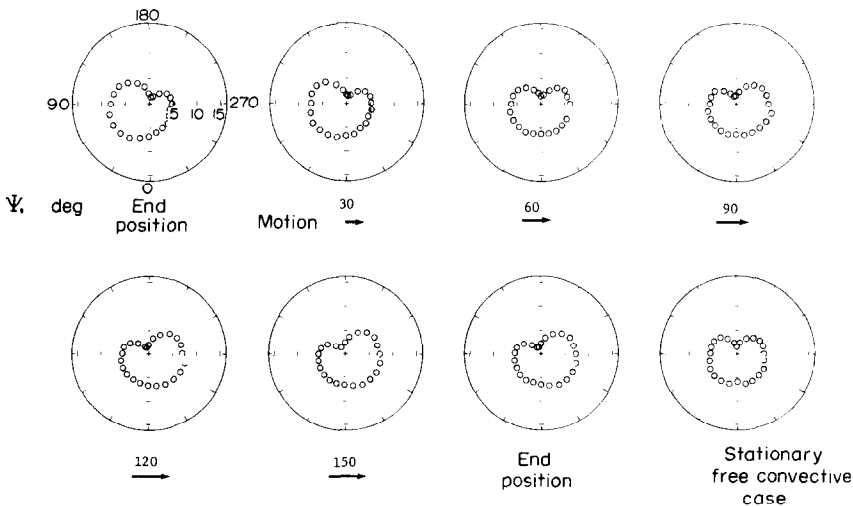 180
90
270
5 10 15
0
Ψ, deg
End
position
Motion
30
60
90
120
150
End
position
Stationary
free convective
case